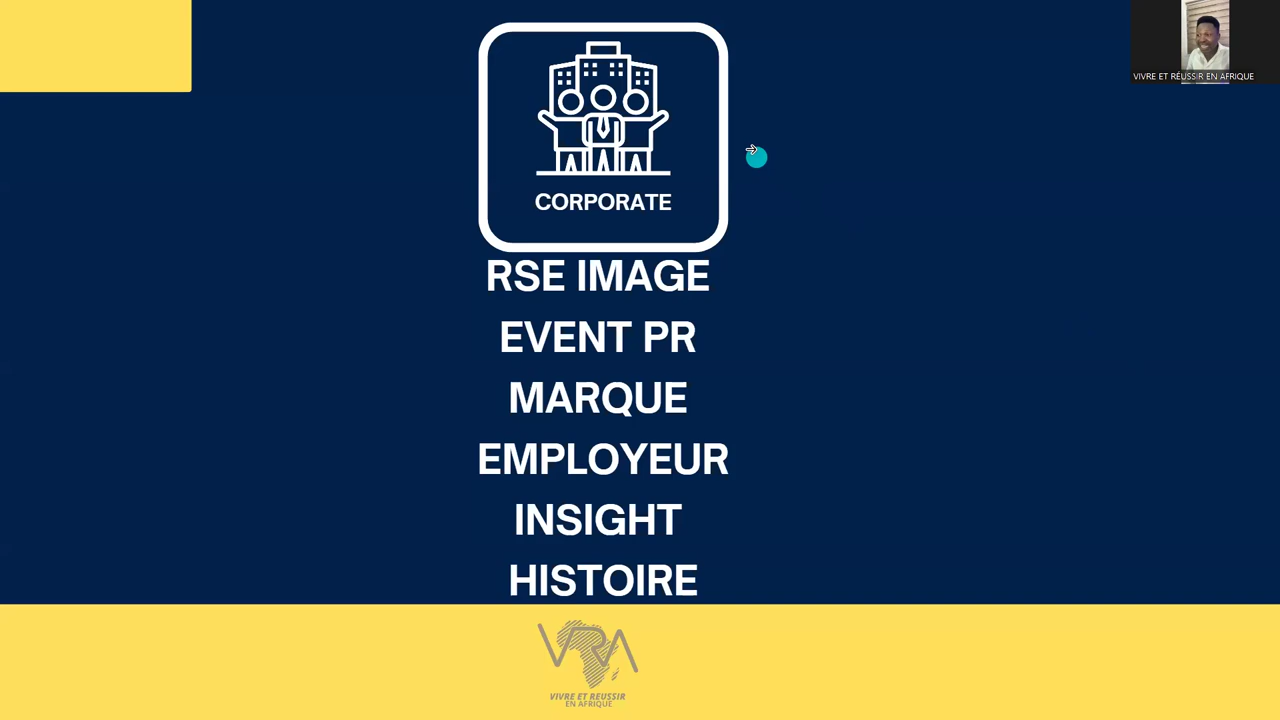 VIVRE ET RÉUSSIR EN AFRIQUE
CORPORATE
RSE IMAGE
EVENT PR
MARQUE
EMPLOYEUR
INSIGHT
HISTOIRE
VRA
VIVRE ET REUSSIR
EN AFRIQUE